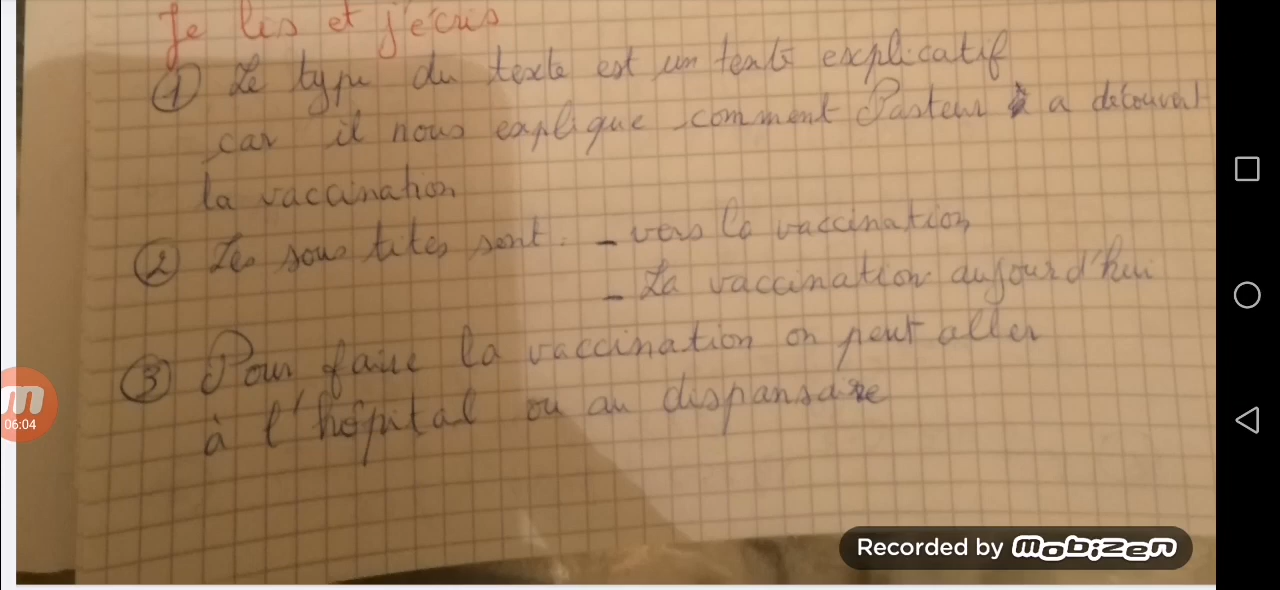 Je lis et j'écris
① Le type du texte est un texte explicatif
car il nous explique comment Pasteur a découvert
la vaccination
② Les sous titres sont : - vers la vaccination
- La vaccination aujourd'hui
③ Pour faire la vaccination on peut aller
à l'hôpital ou au dispansaire
06:04
Recorded by mobizen